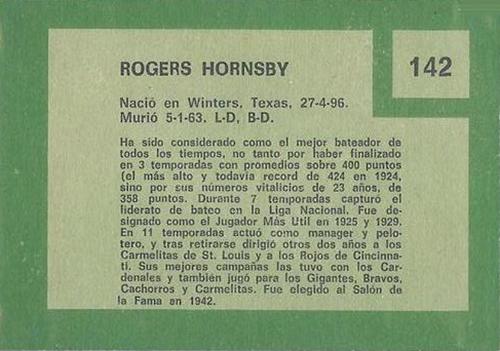 ROGERS HORNSBY
142
Nació en Winters, Texas, 27-4-96.
Murió 5-1-63. L-D, B-D.
Ha sido considerado como el mejor bateador de
todos los tiempos, no tanto por haber finalizado
en 3 temporadas con promedios sobre 400 puntos
(el más alto y todavía record de 424 en 1924,
sino por sus números vitalicios de 23 años, de
358 puntos. Durante 7 temporadas capturó el
liderato de bateo en la Liga Nacional. Fue de-
signado como el Jugador Más Util en 1925 y 1929.
En 11 temporadas actuó como manager y pelo-
tero, y tras retirarse dirigió otros dos años a los
Carmelitas de St. Louis y a los Rojos de Cincinna-
ti. Sus mejores campañas las tuvo con los Car-
denales y también jugó para los Gigantes, Bravos,
Cachorros y Carmelitas. Fue elegido al Salón de
la Fama en 1942.